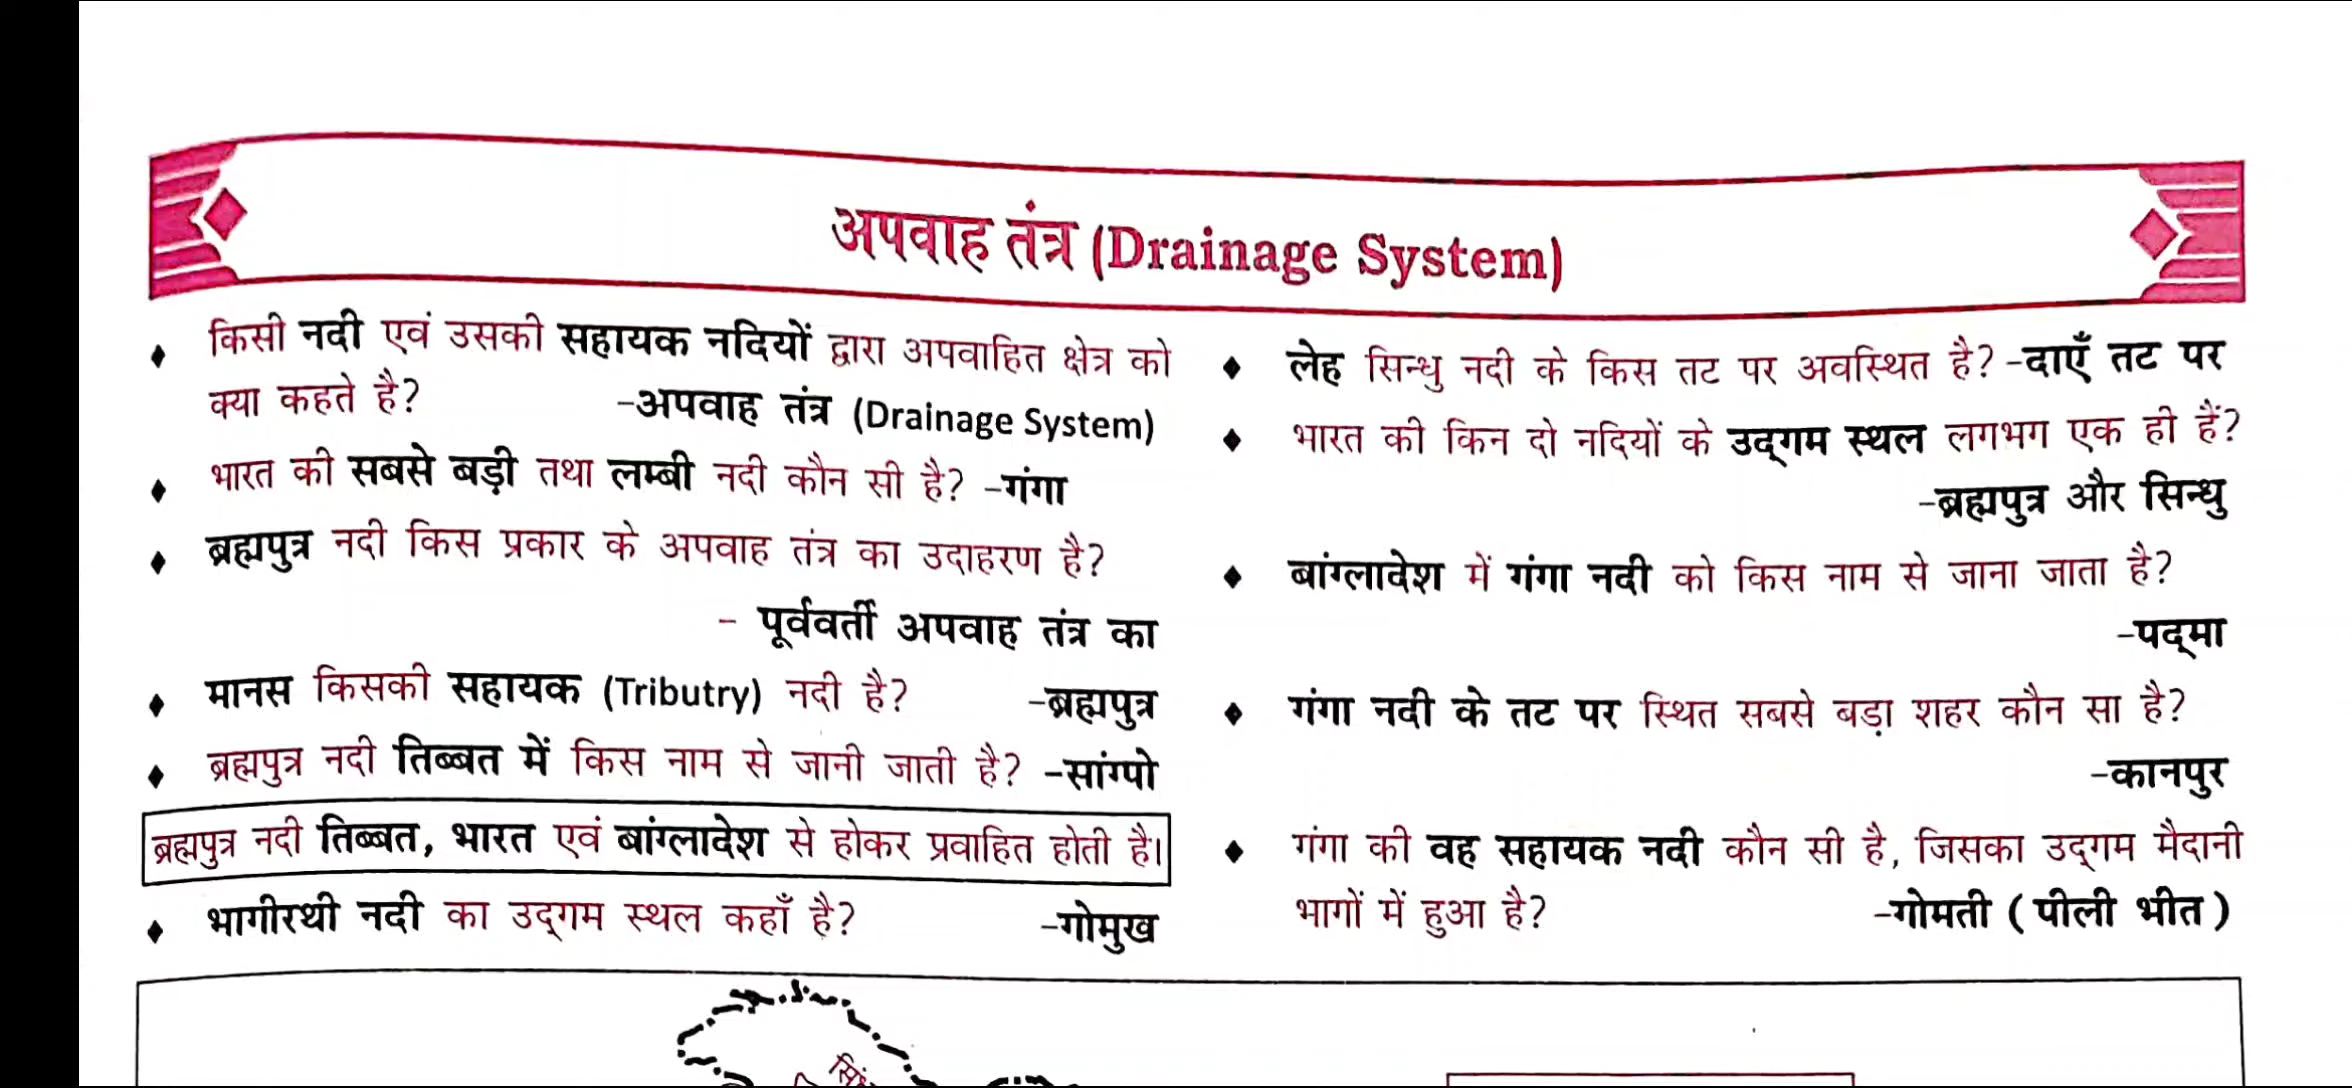 अपवाह तंत्र (Drainage System)
किसी नदी एवं उसकी सहायक नदियों द्वारा अपवाहित क्षेत्र को
क्या कहते है? -अपवाह तंत्र (Drainage System)
भारत की सबसे बड़ी तथा लम्बी नदी कौन सी है? -गंगा
ब्रह्मपुत्र नदी किस प्रकार के अपवाह तंत्र का उदाहरण है?
- पूर्ववर्ती अपवाह तंत्र का
मानस किसकी सहायक (Tributry) नदी है? -ब्रह्मपुत्र
ब्रह्मपुत्र नदी तिब्बत में किस नाम से जानी जाती है? -सांग्पो
ब्रह्मपुत्र नदी तिब्बत, भारत एवं बांग्लादेश से होकर प्रवाहित होती है।
भागीरथी नदी का उद्‌गम स्थल कहाँ है? -गोमुख
लेह सिन्धु नदी के किस तट पर अवस्थित है? -दाएँ तट पर
भारत की किन दो नदियों के उद्‌गम स्थल लगभग एक ही हैं?
-ब्रह्मपुत्र और सिन्धु
बांग्लादेश में गंगा नदी को किस नाम से जाना जाता है?
-पद्‌मा
गंगा नदी के तट पर स्थित सबसे बड़ा शहर कौन सा है?
-कानपुर
गंगा की वह सहायक नदी कौन सी है, जिसका उद्‌गम मैदानी
भागों में हुआ है? -गोमती ( पीली भीत )